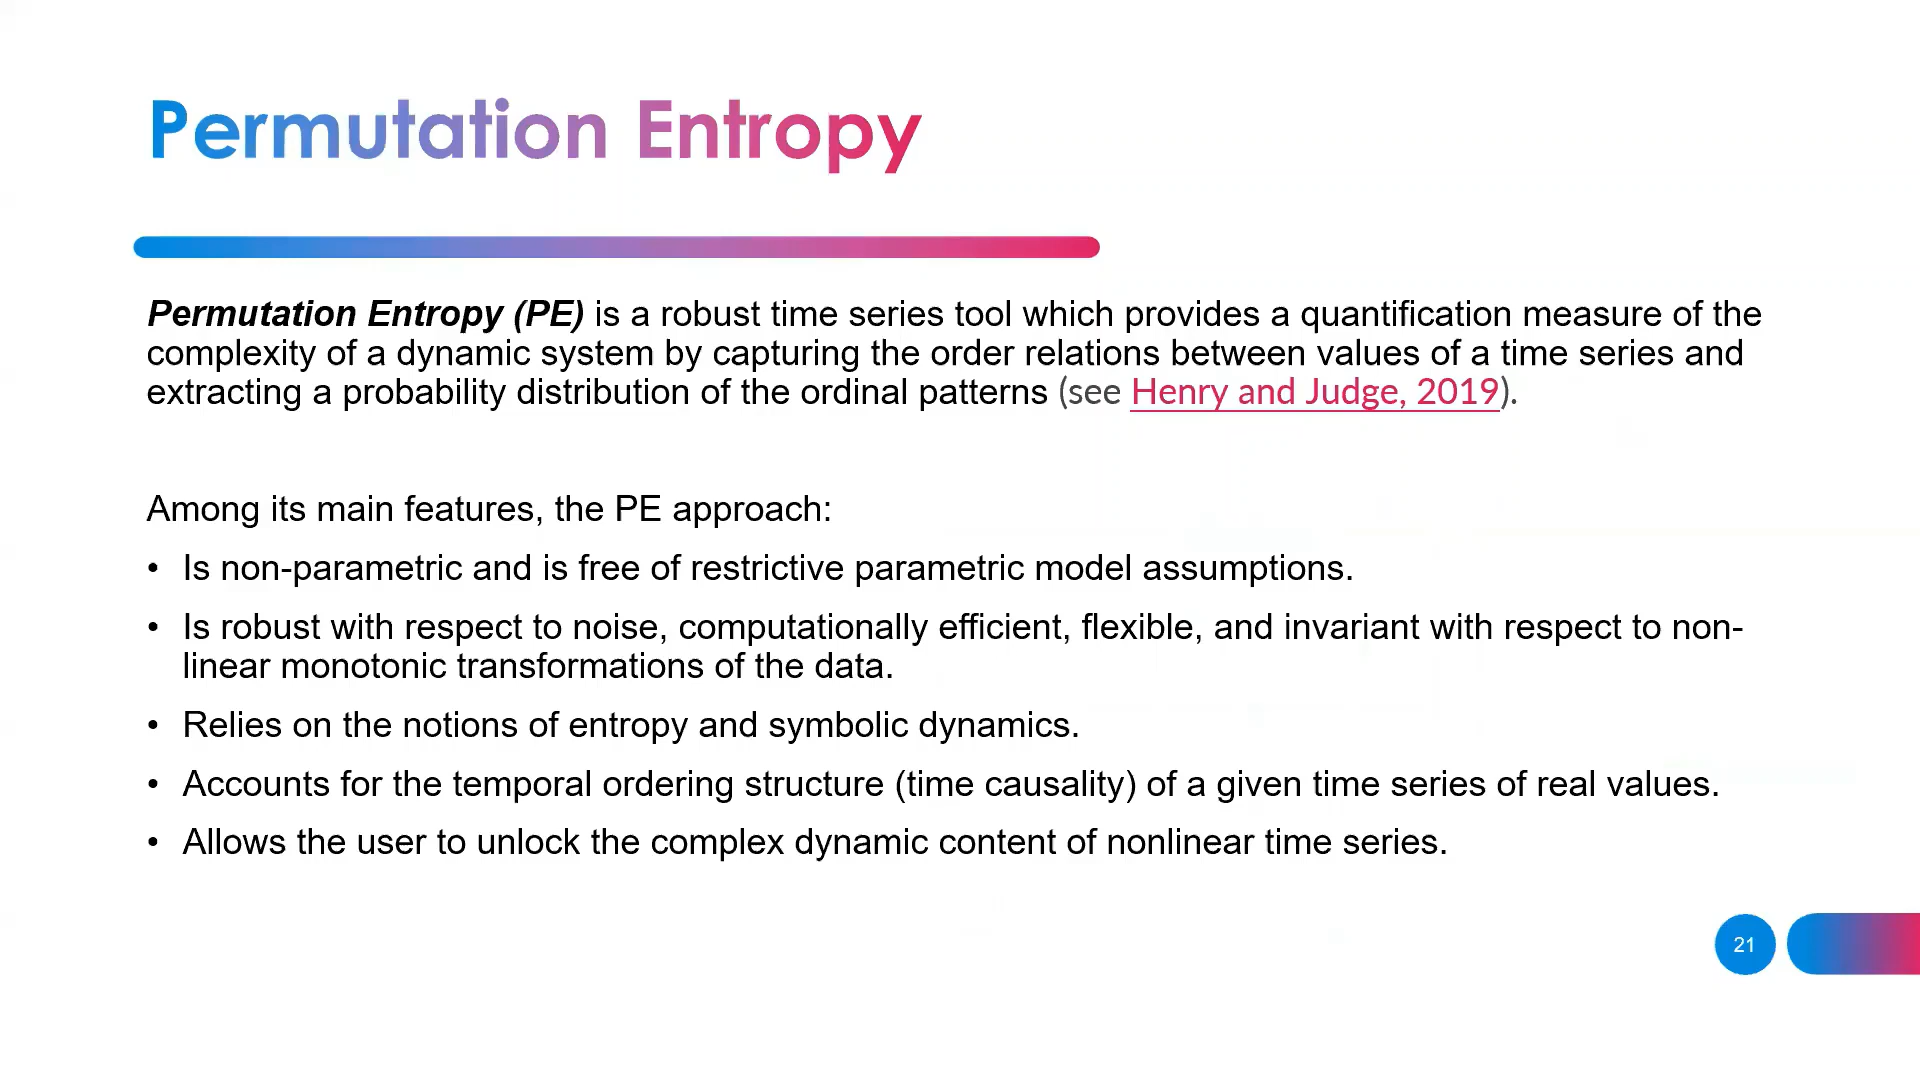 Permutation Entropy
Permutation Entropy (PE) is a robust time series tool which provides a quantification measure of the
complexity of a dynamic system by capturing the order relations between values of a time series and
extracting a probability distribution of the ordinal patterns (see Henry and Judge, 2019).
Among its main features, the PE approach:
• Is non-parametric and is free of restrictive parametric model assumptions.
• Is robust with respect to noise, computationally efficient, flexible, and invariant with respect to non-
linear monotonic transformations of the data.
• Relies on the notions of entropy and symbolic dynamics.
• Accounts for the temporal ordering structure (time causality) of a given time series of real values.
• Allows the user to unlock the complex dynamic content of nonlinear time series.
21